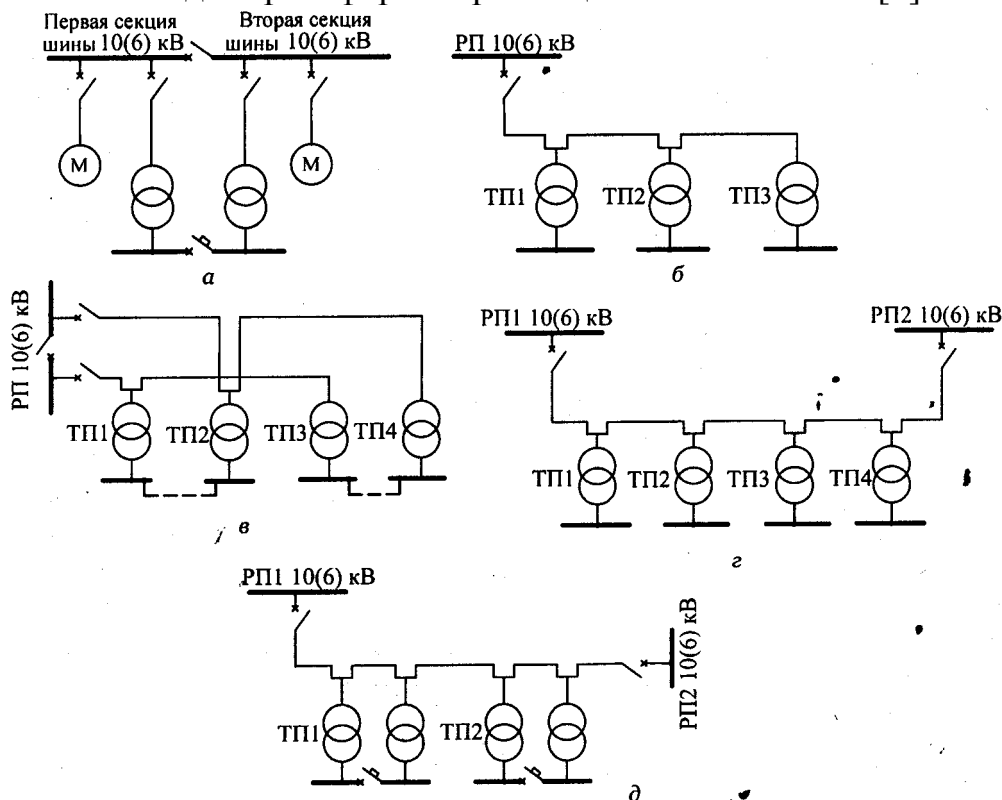 Первая секция
шины 10(6) кВ
Вторая секция
шины 10(6) кВ
М
М
а
РП 10(6) кВ
ТП1
ТП2
ТП3
б
РП 10(6) кВ
ТП1
ТП2
ТП3
ТП4
в
РП1 10(6) кВ
РП2 10(6) кВ
ТП1
ТП2
ТП3
ТП4
г
РП1 10(6) кВ
РП2 10(6) кВ
ТП1
ТП2
д